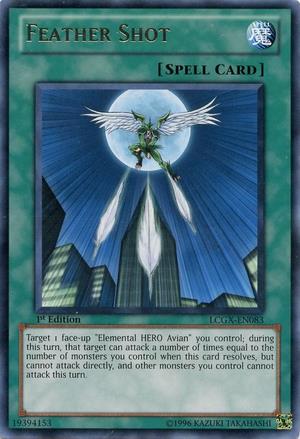 FEATHER SHOT
魔
[SPELL CARD]
1st Edition
LCGX-EN083
Target 1 face-up "Elemental HERO Avian" you control; during
this turn, that target can attack a number of times equal to the
number of monsters you control when this card resolves, but
cannot attack directly, and other monsters you control cannot
attack this turn.
19394153
©1996 KAZUKI TAKAHASHI